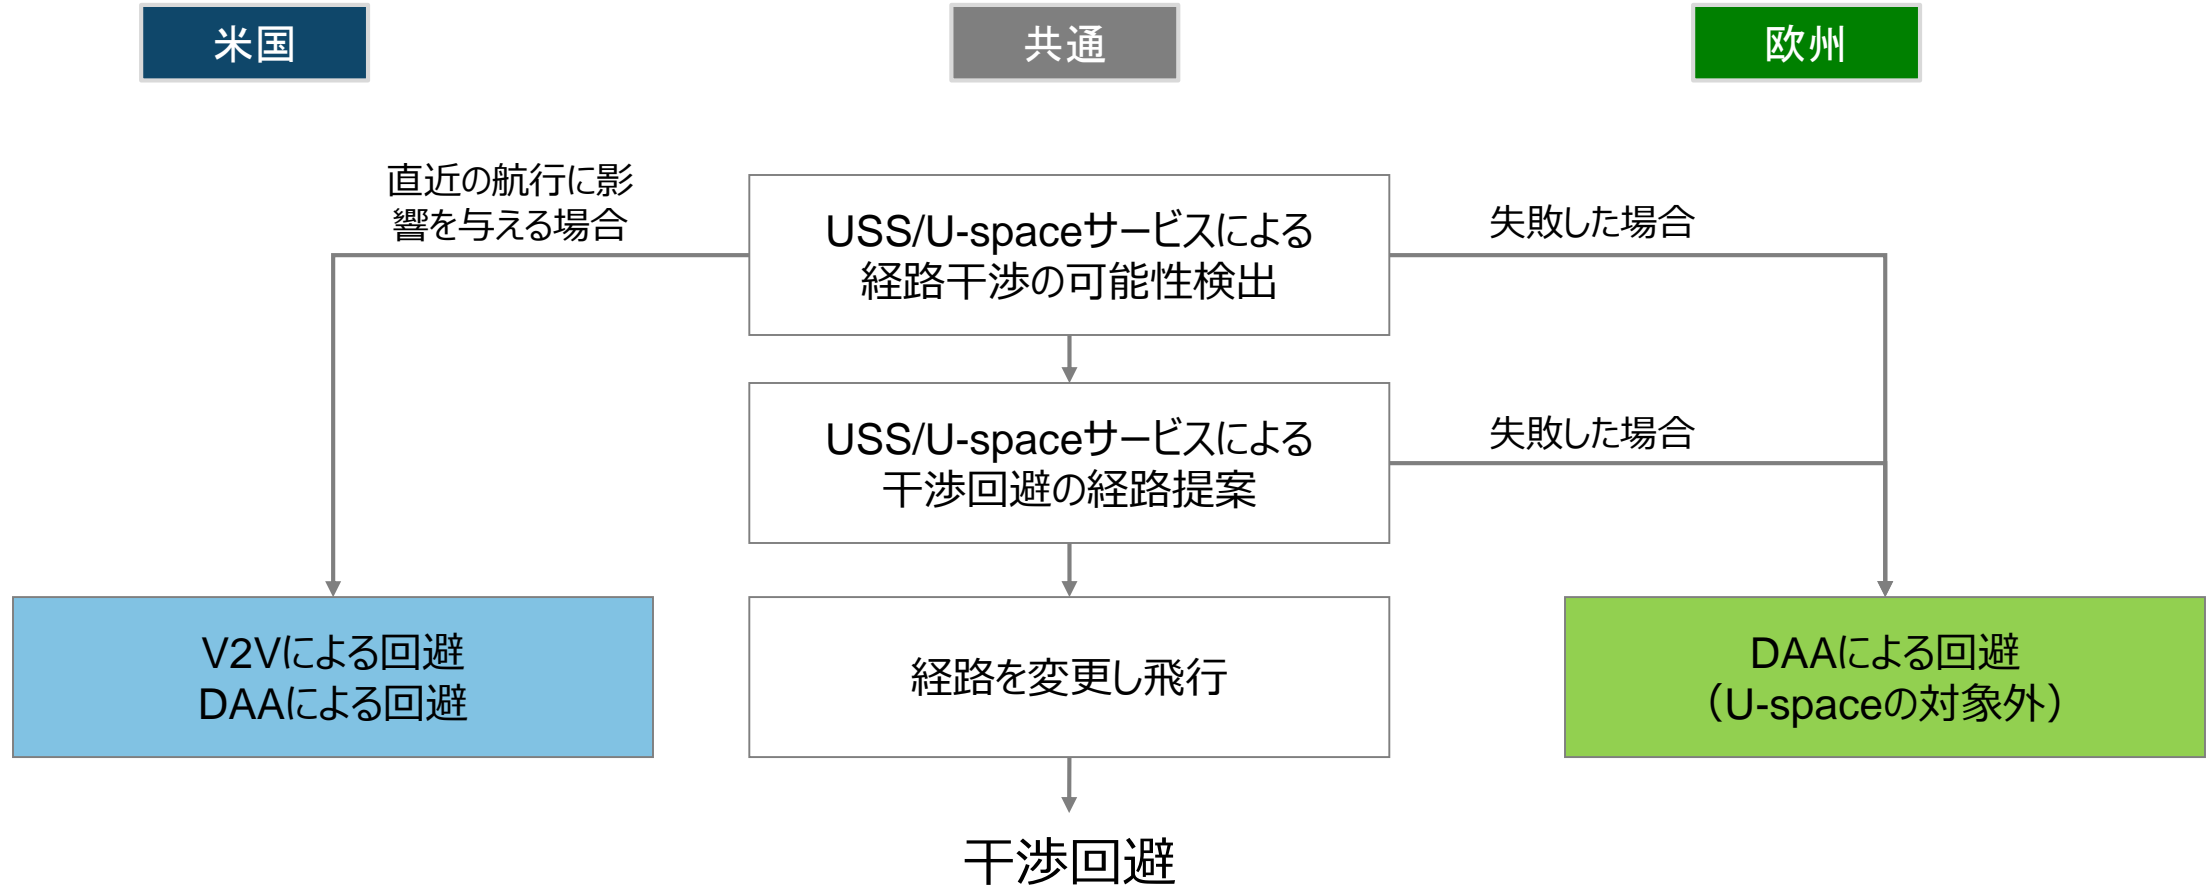 米国
共通
欧州
直近の航行に影
響を与える場合
USS/U-spaceサービスによる
経路干渉の可能性検出
失敗した場合
USS/U-spaceサービスによる
干渉回避の経路提案
失敗した場合
V2Vによる回避
DAAによる回避
経路を変更し飛行
DAAによる回避
（U-spaceの対象外）
干渉回避